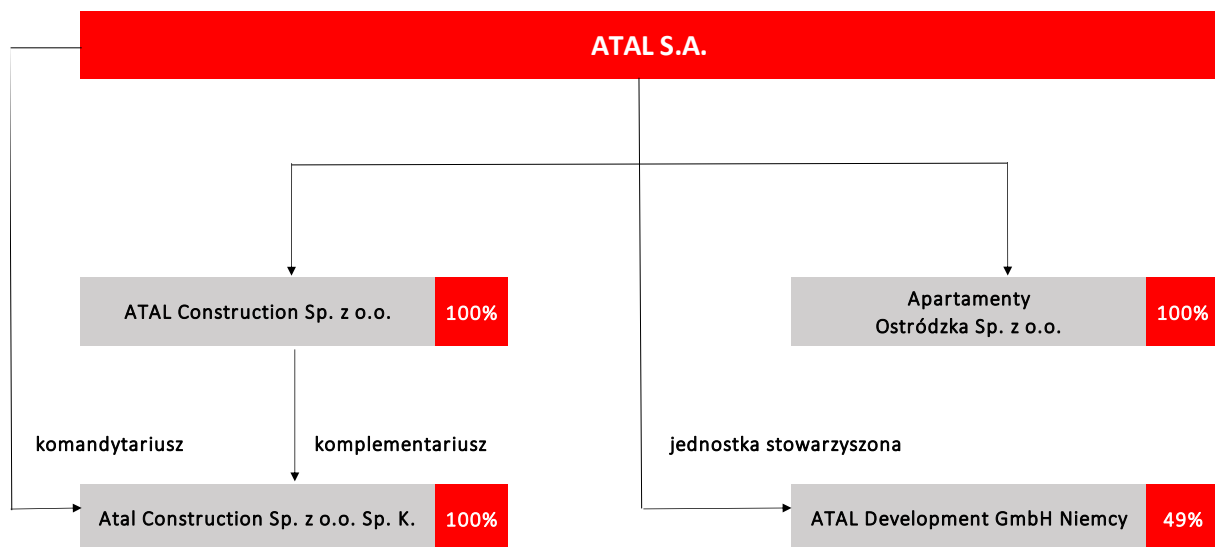 ATAL S.A.
ATAL Construction Sp. z o.o.
100%
Apartamenty
Ostródzka Sp. z o.o.
100%
komandytariusz
komplementariusz
jednostka stowarzyszona
Atal Construction Sp. z o.o. Sp. K.
100%
ATAL Development GmbH Niemcy
49%